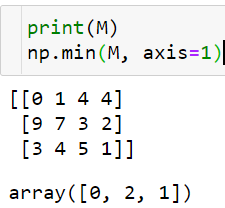 print(M)
np.min(M, axis=1)
[[0 1 4 4]
 [9 7 3 2]
 [3 4 5 1]]
array([0, 2, 1])